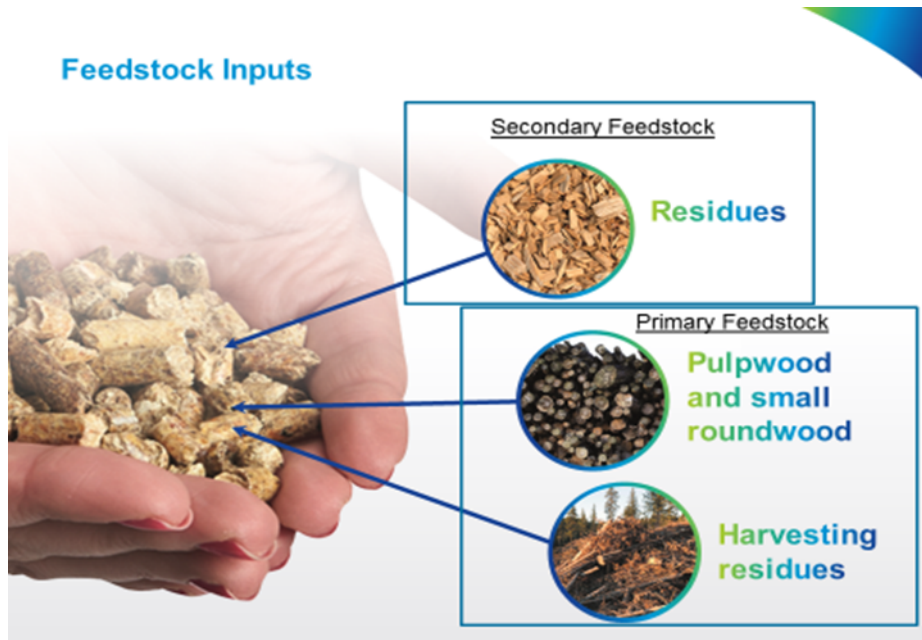 Feedstock Inputs
Secondary Feedstock
Residues
Primary Feedstock
Pulpwood
and small
roundwood
Harvesting
residues